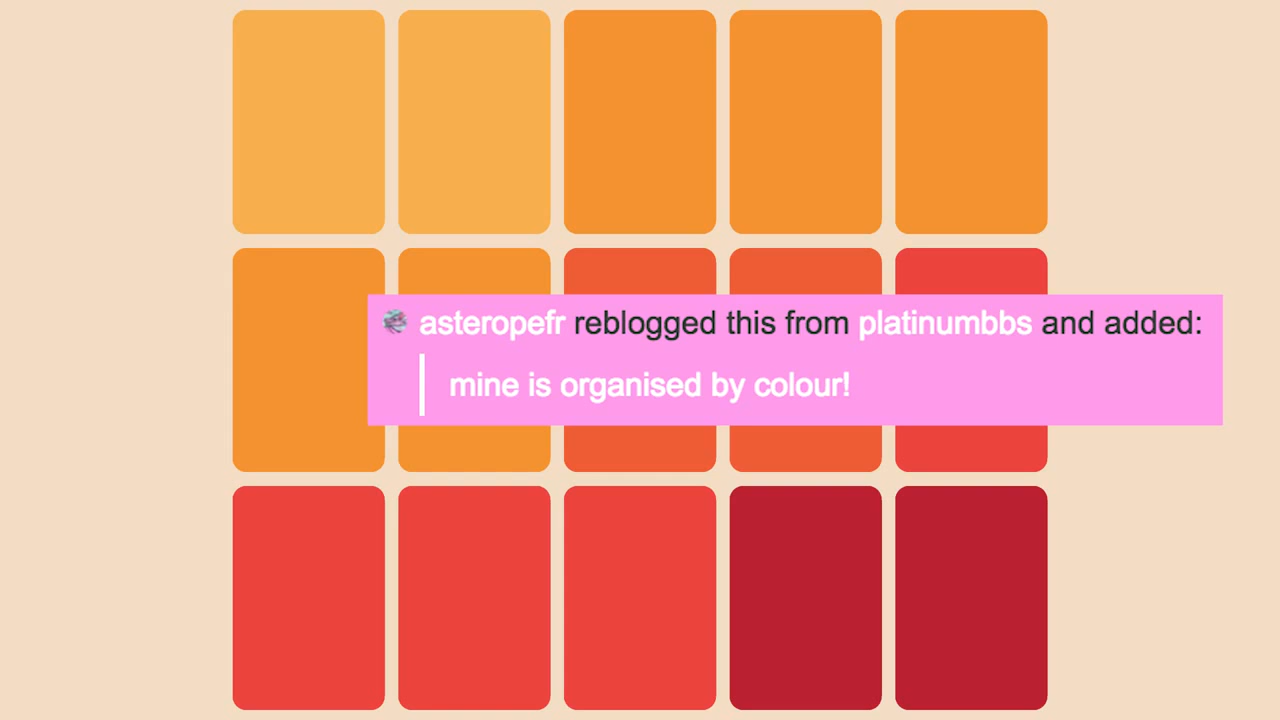 asteropefr reblogged this from platinumbbs and added:
mine is organised by colour!